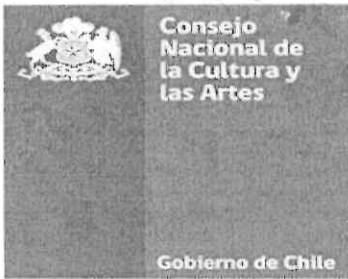 Consejo
Nacional de
la Cultura y
las Artes
Gobierno de Chile